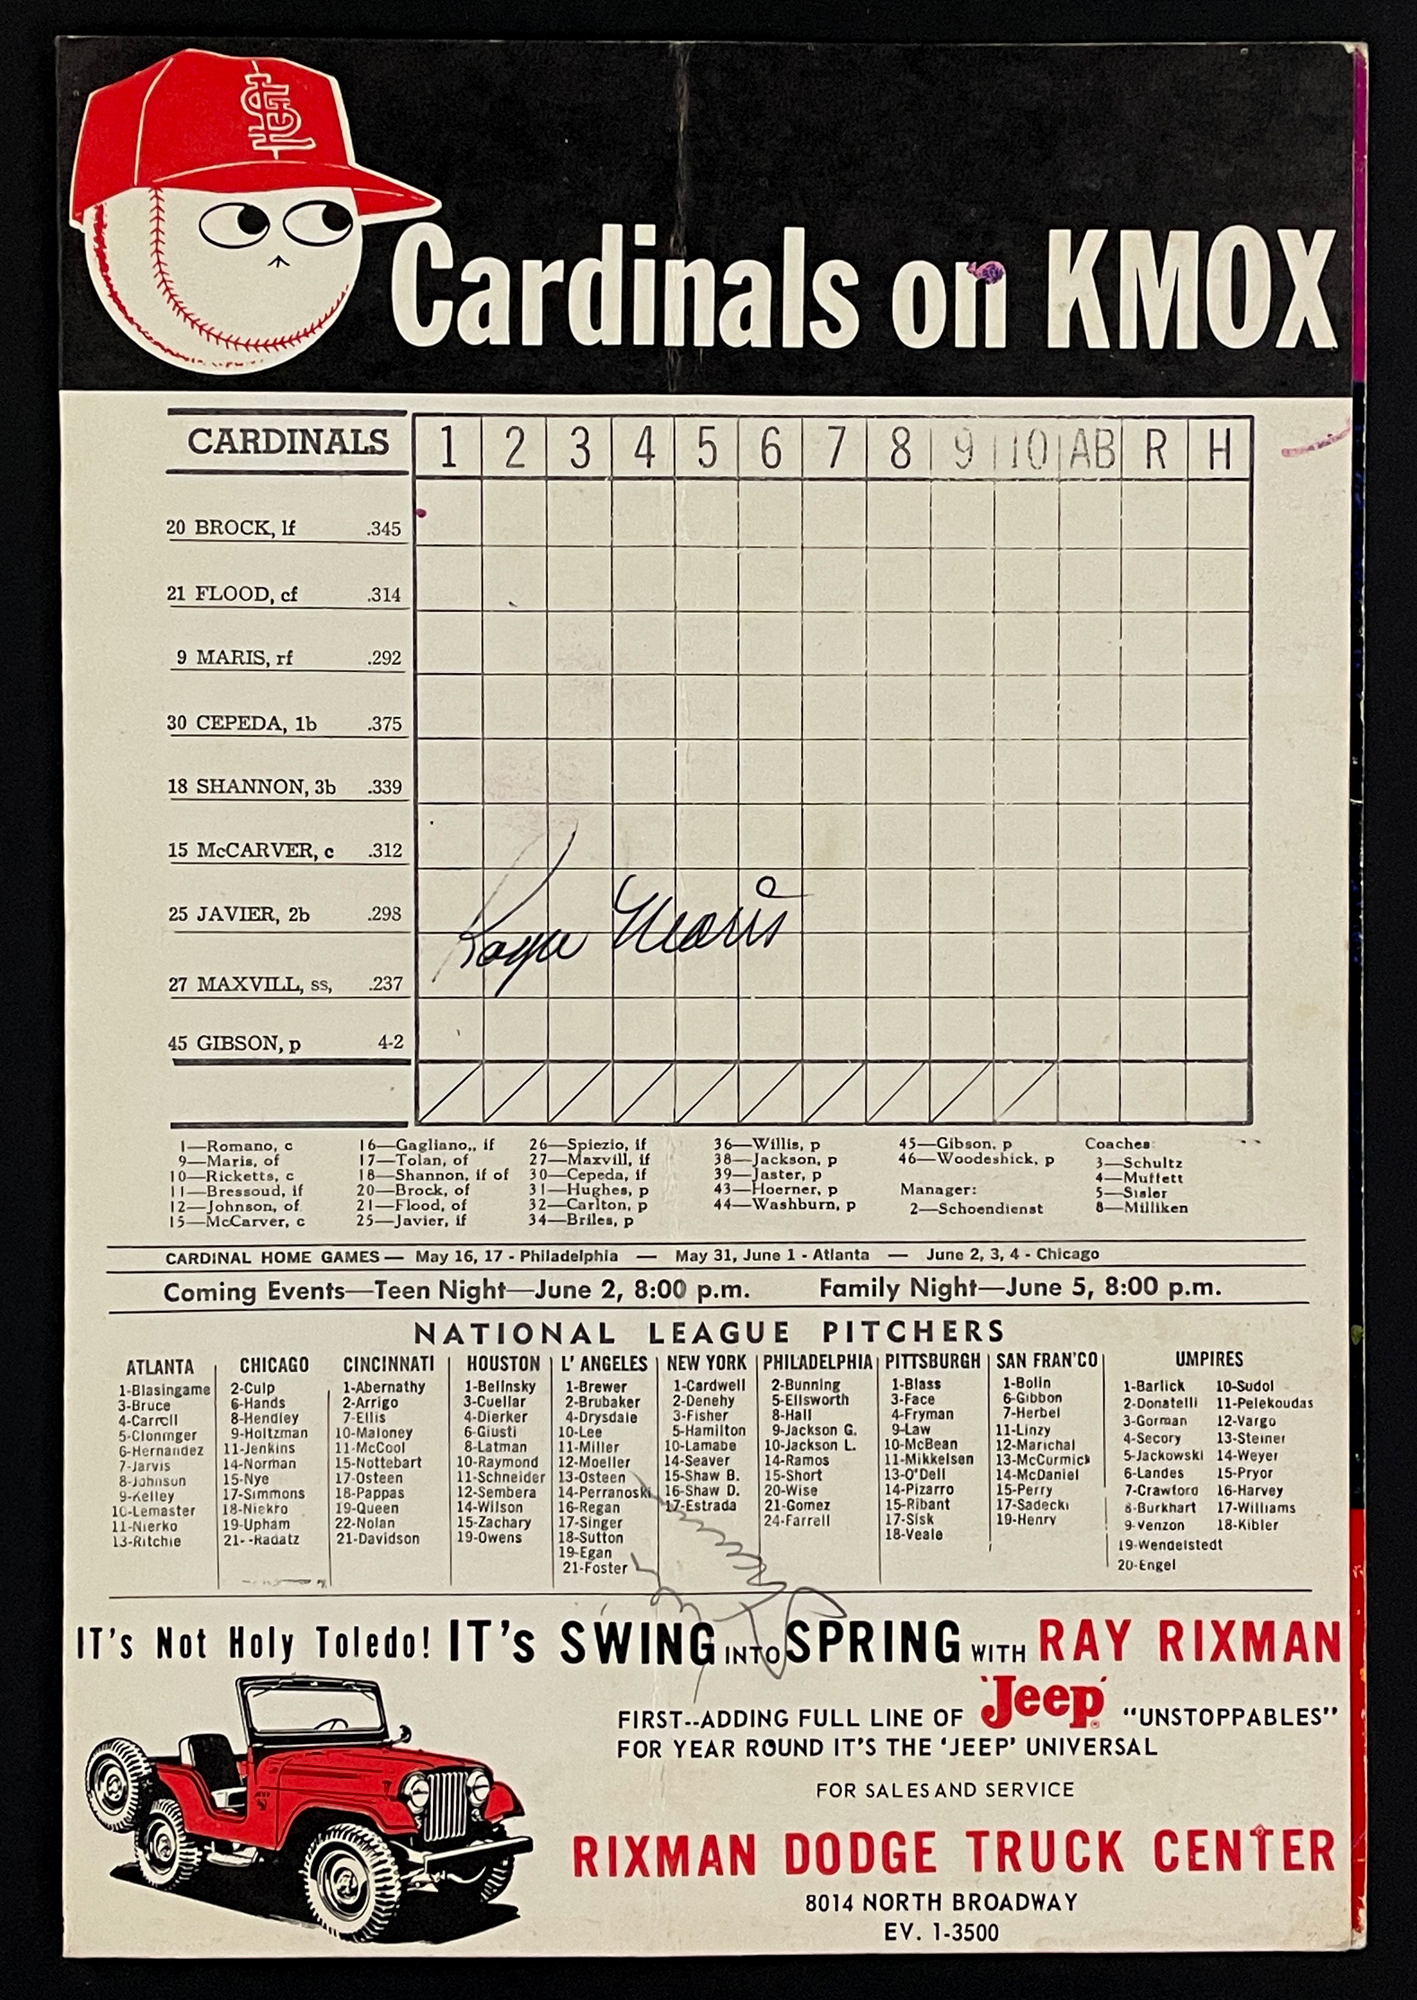 STL
Cardinals on KMOX
CARDINALS 1 2 3 4 5 6 7 8 9 10 AB R H
20 BROCK, lf .345
21 FLOOD, cf .314
9 MARIS, rf .292
30 CEPEDA, 1b .375
18 SHANNON, 3b .339
15 McCARVER, c .312
25 JAVIER, 2b .298
Roger Maris
27 MAXVILL, ss, .237
45 GIBSON, p 4-2
1—Romano, c
9—Maris, of
10—Ricketts, c
11—Bressoud, if
12—Johnson, of
15—McCarver, c
16—Gagliano,, if
17—Tolan, of
18—Shannon, if of
20—Brock, of
21—Flood, of
25—Javier, if
26—Spiezio, if
27—Maxvill, if
30—Cepeda, if
31—Hughes, p
32—Carlton, p
34—Briles, p
36—Willis, p
38—Jackson, p
39—Jaster, p
43—Hoerner, p
44—Washburn, p
45—Gibson, p
46—Woodeshick, p
Manager:
2—Schoendienst
Coaches:
3—Schultz
4—Muffett
5—Sisler
8—Milliken
CARDINAL HOME GAMES — May 16, 17 - Philadelphia — May 31, June 1 - Atlanta — June 2, 3, 4 - Chicago
Coming Events—Teen Night—June 2, 8:00 p.m. Family Night—June 5, 8:00 p.m.
NATIONAL LEAGUE PITCHERS
ATLANTA
1-Blasingame
3-Bruce
4-Carroll
5-Cloninger
6-Hernandez
7-Jarvis
8-Johnson
9-Kelley
10-Lemaster
11-Nierko
13-Ritchie
CHICAGO
2-Culp
6-Hands
8-Hendley
9-Holtzman
11-Jenkins
14-Norman
15-Nye
17-Simmons
18-Niekro
19-Upham
21--Radatz
CINCINNATI
1-Abernathy
2-Arrigo
7-Ellis
10-Maloney
11-McCool
15-Nottebart
17-Osteen
18-Pappas
19-Queen
22-Nolan
21-Davidson
HOUSTON
1-Belinsky
3-Cuellar
4-Dierker
6-Giusti
8-Latman
10-Raymond
11-Schneider
12-Sembera
14-Wilson
15-Zachary
19-Owens
L' ANGELES
1-Brewer
2-Brubaker
4-Drysdale
10-Lee
11-Miller
12-Moeller
13-Osteen
14-Perranoski
16-Regan
17-Singer
18-Sutton
19-Egan
21-Foster
NEW YORK
1-Cardwell
2-Denehy
3-Fisher
5-Hamilton
10-Lamabe
14-Seaver
15-Shaw B.
16-Shaw D.
17-Estrada
PHILADELPHIA
2-Bunning
5-Ellsworth
8-Hall
9-Jackson G.
10-Jackson L.
14-Ramos
15-Short
20-Wise
21-Gomez
24-Farrell
PITTSBURGH
1-Blass
3-Face
4-Fryman
9-Law
10-McBean
11-Mikkelsen
13-O'Dell
14-Pizarro
15-Ribant
17-Sisk
18-Veale
SAN FRAN'CO
1-Bolin
6-Gibbon
7-Herbel
11-Linzy
12-Marichal
13-McCormick
14-McDaniel
15-Perry
17-Sadecki
19-Henry
UMPIRES
1-Barlick
2-Donatelli
3-Gorman
4-Secory
5-Jackowski
6-Landes
7-Crawford
8-Burkhart
9-Venzon
19-Wendelstedt
20-Engel
10-Sudol
11-Pelekoudas
12-Vargo
13-Steiner
14-Weyer
15-Pryor
16-Harvey
17-Williams
18-Kibler
IT's Not Holy Toledo! IT's SWING INTO SPRING WITH RAY RIXMAN
FIRST--ADDING FULL LINE OF 'Jeep' "UNSTOPPABLES"
FOR YEAR ROUND IT'S THE 'JEEP' UNIVERSAL
FOR SALES AND SERVICE
RIXMAN DODGE TRUCK CENTER
8014 NORTH BROADWAY
EV. 1-3500